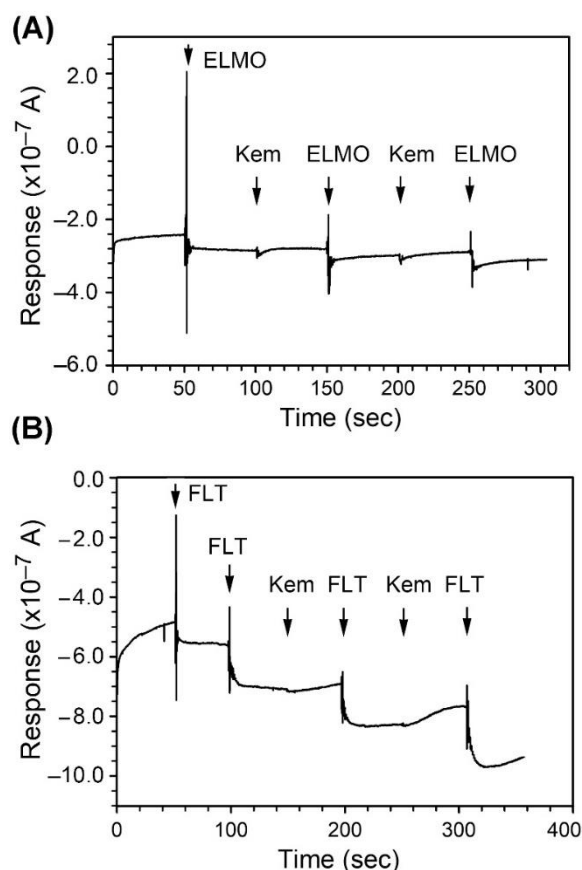 (A)
ELMO
2.0
Kem ELMO Kem ELMO
0.0
−2.0
−4.0
−6.0
Response (x10−7 A)
0 50 100 150 200 250 300
Time (sec)
(B)
0.0
FLT
−2.0
FLT
Kem FLT Kem FLT
−4.0
−6.0
−8.0
−10.0
Response (x10−7 A)
0 100 200 300 400
Time (sec)